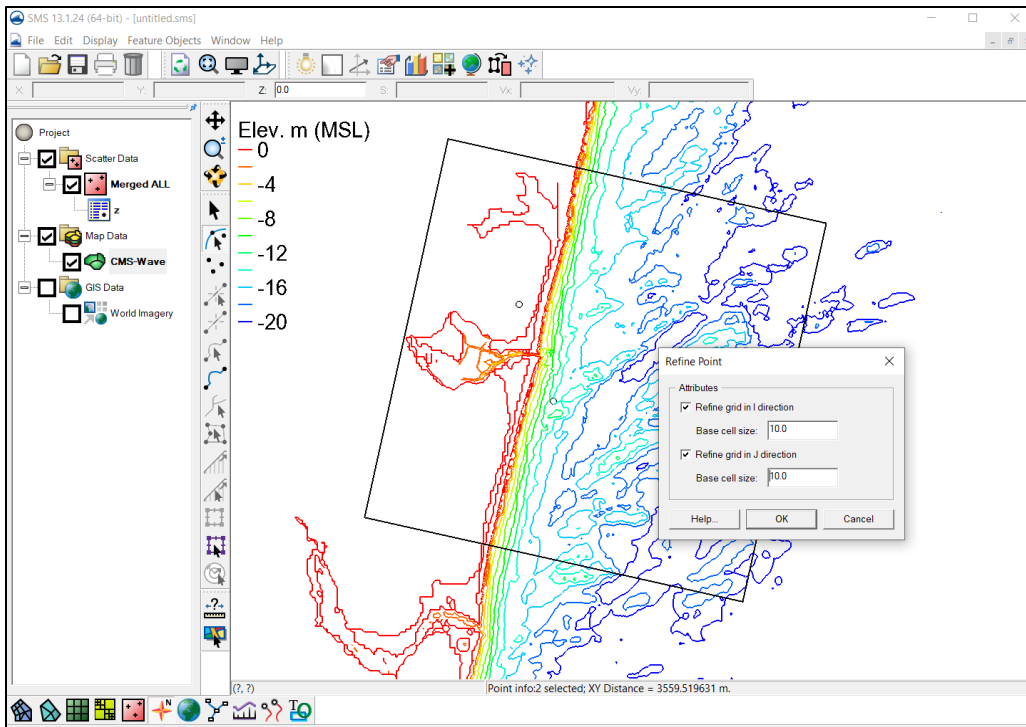 SMS 13.1.24 (64-bit) - [untitled.sms]
File Edit Display Feature Objects Window Help
X: Y: Z: 0.0 S: Vx: Vy:
Project
Scatter Data
Merged ALL
z
Map Data
CMS-Wave
GIS Data
World Imagery
Elev. m (MSL)
0
-4
-8
-12
-16
-20
Refine Point
Attributes
Refine grid in I direction
Base cell size: 10.0
Refine grid in J direction
Base cell size: 10.0
Help... OK Cancel
(?, ?) Point info:2 selected; XY Distance = 3559.519631 m.